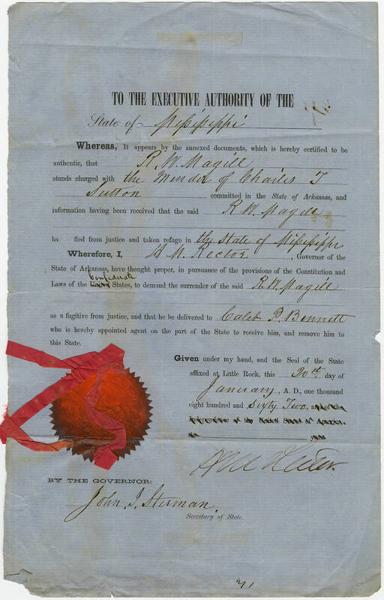 TO THE EXECUTIVE AUTHORITY OF THE
State of Mississippi
Whereas, It appears by the annexed documents, which is hereby certified to be
authentic, that R. W. Magill
stands charged with the Murder of Charles T
Sutton committed in the State of Arkansas, and
information having been received that the said R. W. Magill
ha fled from justice and taken refuge in the State of Mississippi
Wherefore, I, H M Rector, Governor of the
State of Arkansas, have thought proper, in pursuance of the provisions of the Constitution and
Confederate
Laws of the States, to demand the surrender of the said R. W. Magill
as a fugitive from justice, and that he be delivered to Caleb P. Bennett
who is hereby appointed agent on the part of the State to receive him, and remove him to
this State.
Given under my hand, and the Seal of the State
affixed at Little Rock, this 30th day of
January, A. D., one thousand
eight hundred and Sixty Two
H M Rector
BY THE GOVERNOR:
John I. Stirman,
Secretary of State.